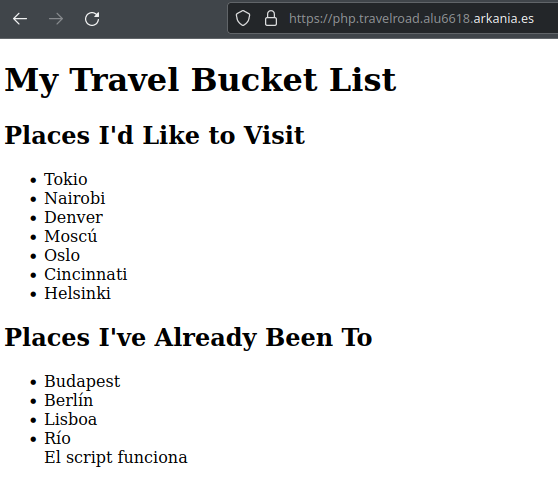 https://php.travelroad.alu6618.arkania.es
My Travel Bucket List
Places I'd Like to Visit
Tokio
Nairobi
Denver
Moscú
Oslo
Cincinnati
Helsinki
Places I've Already Been To
Budapest
Berlín
Lisboa
Río
El script funciona